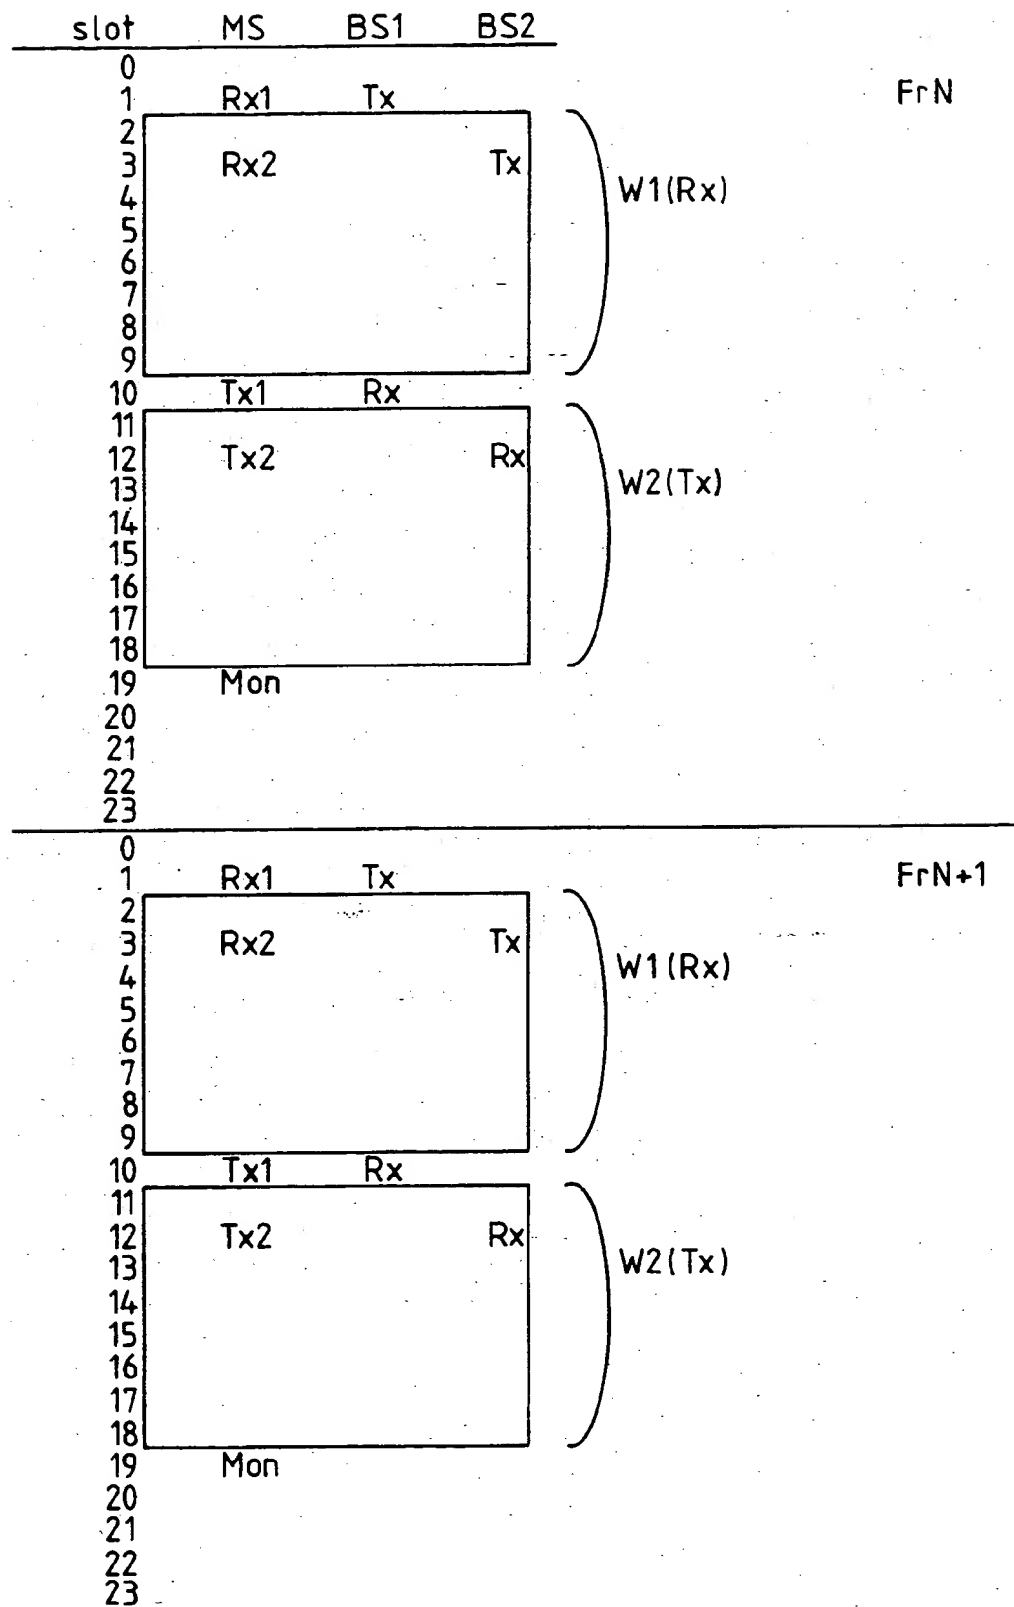 slot MS BS1 BS2
0
FrN
1 Rx1 Tx
2
3 Rx2 Tx
4 W1(Rx)
5
6
7
8
9
10 Tx1 Rx
11
12 Tx2 Rx
13 W2(Tx)
14
15
16
17
18
19 Mon
20
21
22
23
0
1 Rx1 Tx FrN+1
2
3 Rx2 Tx
4 W1(Rx)
5
6
7
8
9
10 Tx1 Rx
11
12 Tx2 Rx
13 W2(Tx)
14
15
16
17
18
19 Mon
20
21
22
23